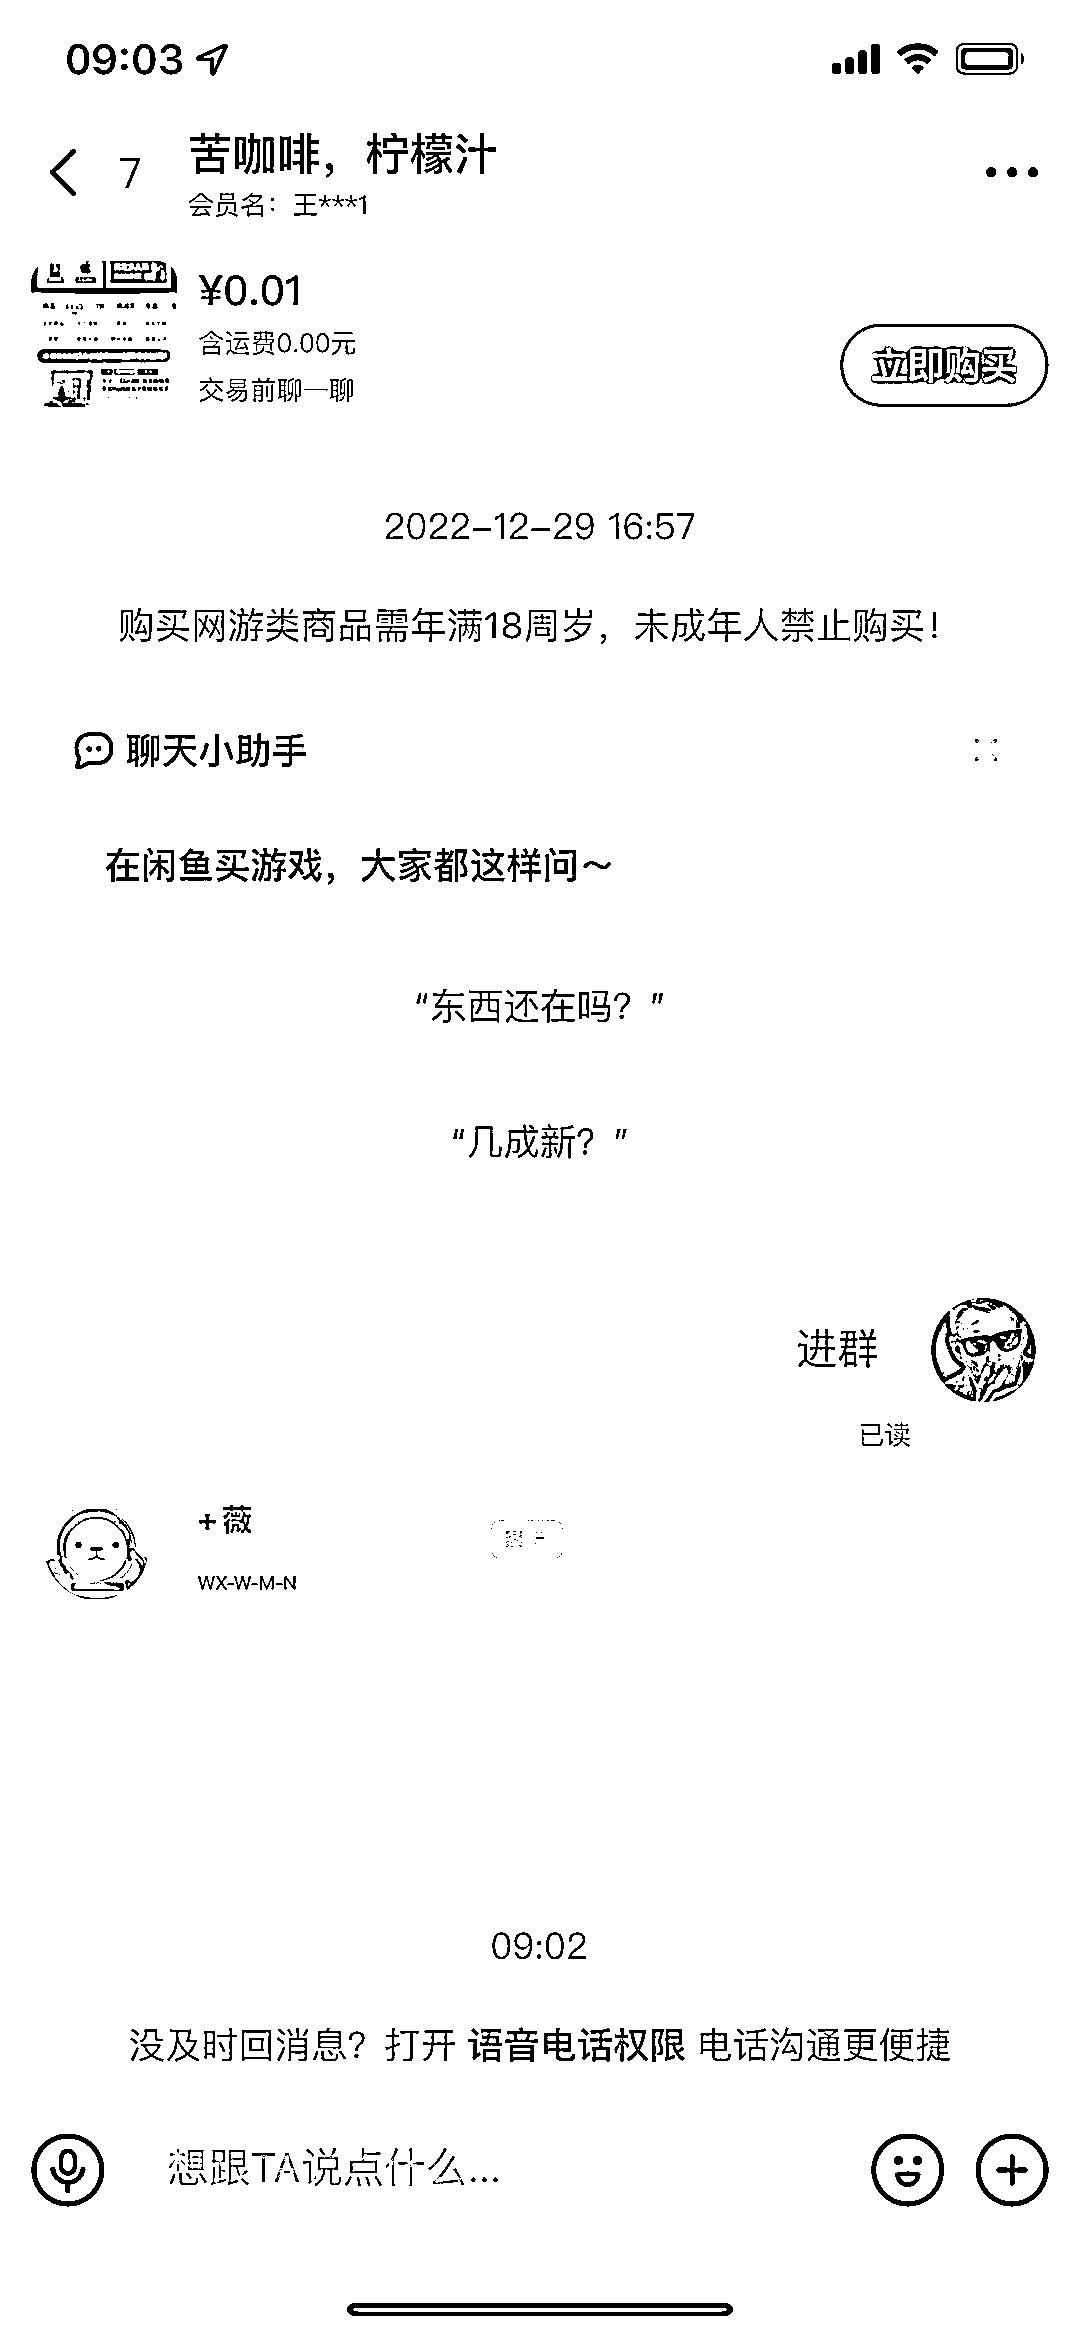 09:03
7
苦咖啡，柠檬汁
会员名：王***1
¥0.01
含运费0.00元
交易前聊一聊
立即购买
2022-12-29 16:57
购买网游类商品需年满18周岁，未成年人禁止购买！
聊天小助手
在闲鱼买游戏，大家都这样问～
“东西还在吗？”
“几成新？”
进群
已读
+薇
WX-W-M-N
09:02
没及时回消息？打开 语音电话权限 电话沟通更便捷
想跟TA说点什么...